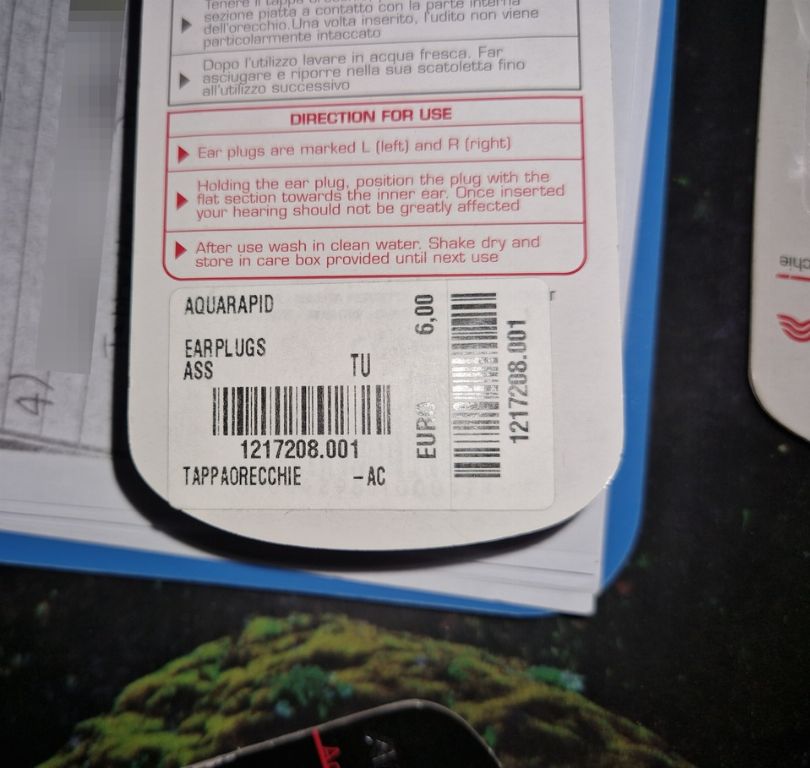 Tenere il tappo
sezione piatta a contatto con la parte interna
dell'orecchio.Una volta inserito, l'udito non viene
particolarmente intaccato
Dopo l'utilizzo lavare in acqua fresca. Far
asciugare e riporre nella sua scatoletta fino
all'utilizzo successivo
DIRECTION FOR USE
Ear plugs are marked L (left) and R (right)
Holding the ear plug, position the plug with the
flat section towards the inner ear. Once inserted
your hearing should not be greatly affected
After use wash in clean water. Shake dry and
store in care box provided until next use
AQUARAPID
EARPLUGS
ASS TU
1217208.001
TAPPAORECCHIE -AC
EURO 6,00
1217208.001
4)